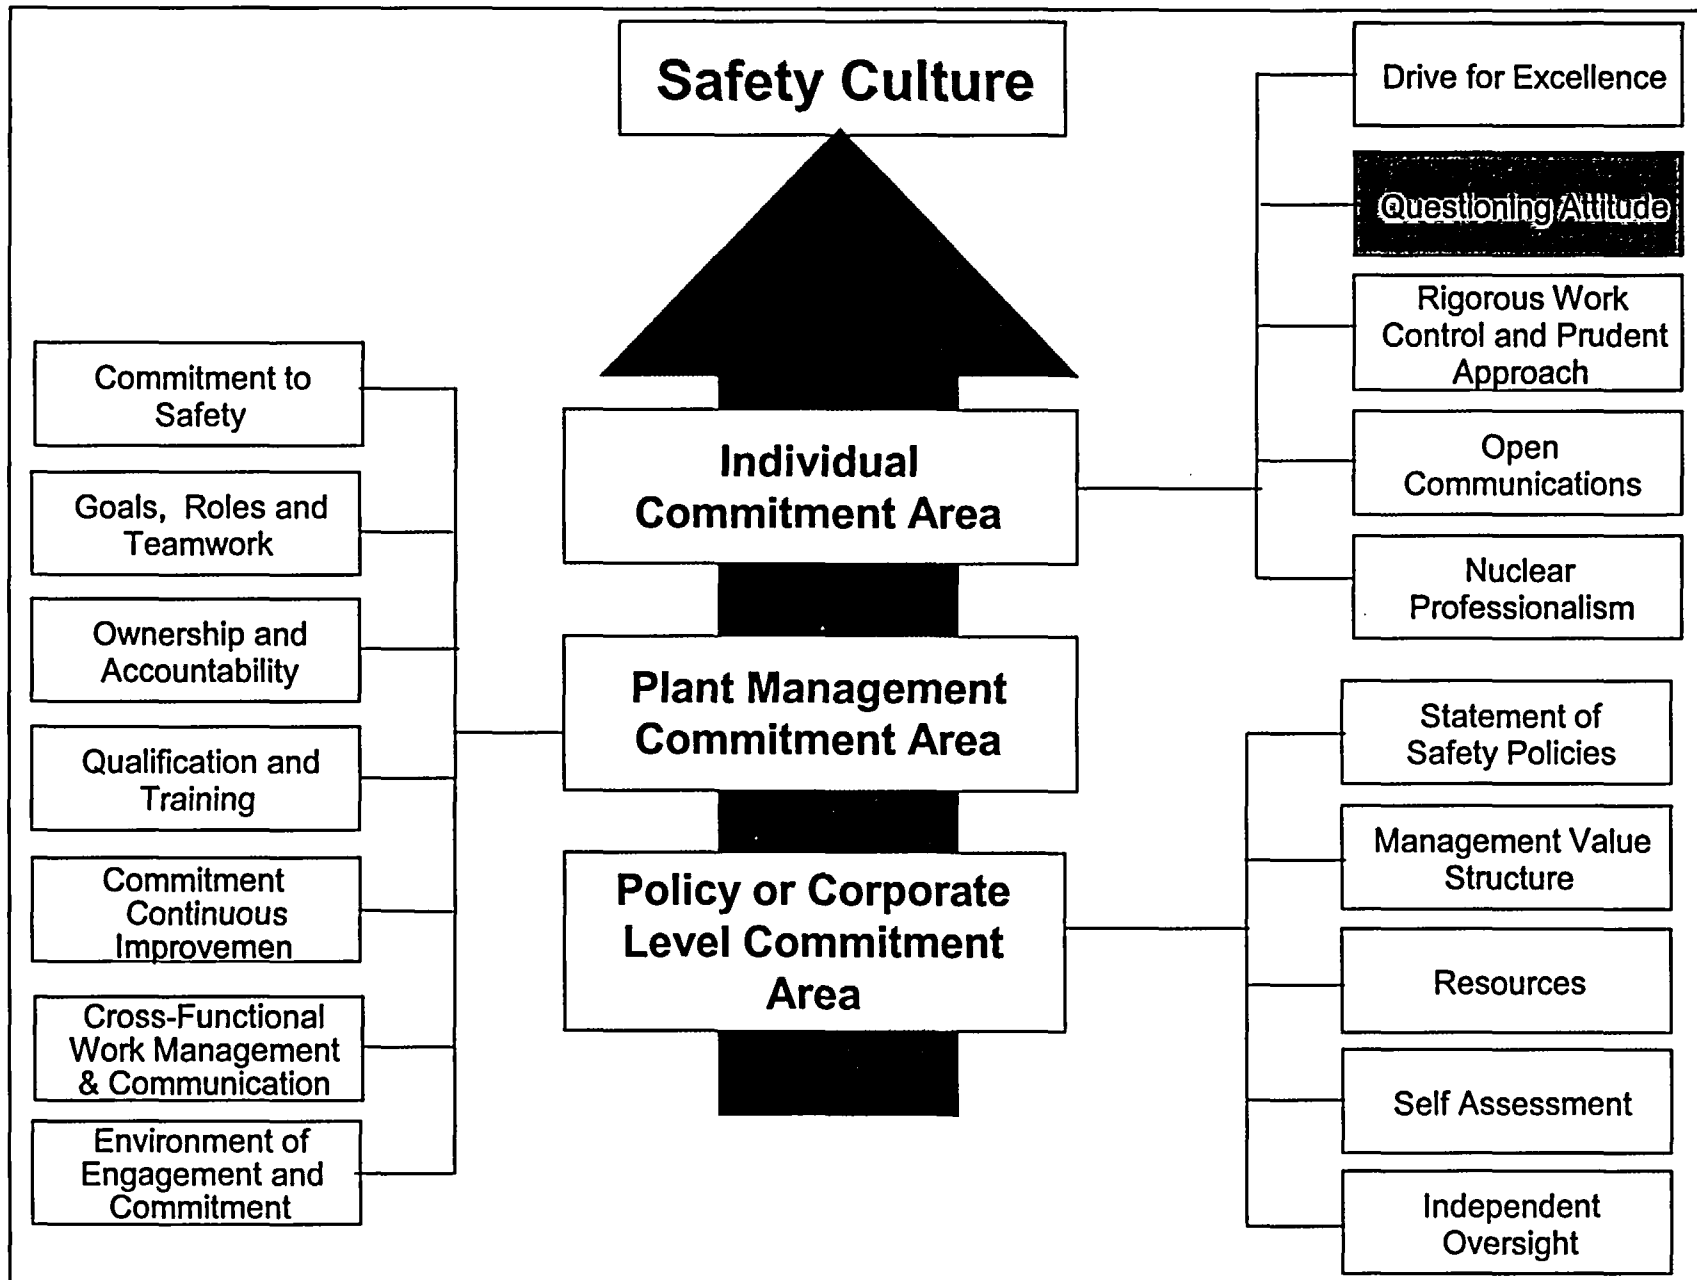 Safety Culture
Drive for Excellence
Questioning Attitude
Rigorous Work
Control and Prudent
Approach
Open
Communications
Nuclear
Professionalism
Individual
Commitment Area
Commitment to
Safety
Goals, Roles and
Teamwork
Ownership and
Accountability
Qualification and
Training
Commitment
Continuous
Improvemen
Cross-Functional
Work Management
& Communication
Environment of
Engagement and
Commitment
Plant Management
Commitment Area
Policy or Corporate
Level Commitment
Area
Statement of
Safety Policies
Management Value
Structure
Resources
Self Assessment
Independent
Oversight